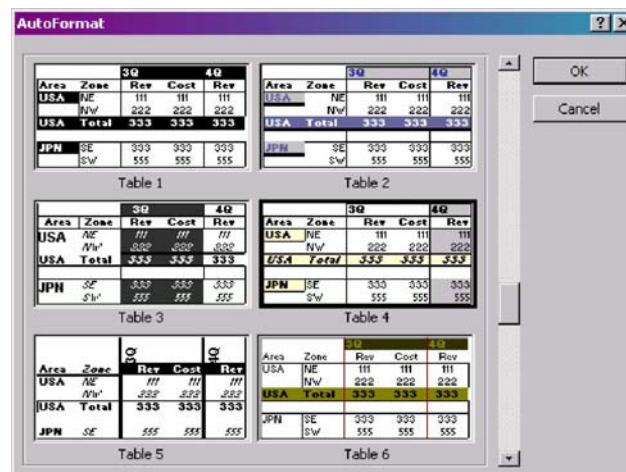 AutoFormat
OK
Cancel
3Q 4Q
Area Zone Rev Cost Rev
USA NE 111 111 111
NW 222 222 222
USA Total 333 333 333
JPN SE 333 333 333
SW 555 555 555
Table 1
3Q 4Q
Area Zone Rev Cost Rev
USA NE 111 111 111
NW 222 222 222
USA Total 333 333 333
JPN SE 333 333 333
SW 555 555 555
Table 2
3Q 4Q
Area Zone Rev Cost Rev
USA NE 111 111 111
NW 222 222 222
USA Total 333 333 333
JPN SE 333 333 333
SW 555 555 555
Table 3
3Q 4Q
Area Zone Rev Cost Rev
USA NE 111 111 111
NW 222 222 222
USA Total 333 333 333
JPN SE 333 333 333
SW 555 555 555
Table 4
3Q 4Q
Area Zone Rev Cost Rev
USA NE 111 111 111
NW 222 222 222
USA Total 333 333 333
JPN SE 555 555 555
Table 5
3Q 4Q
Area Zone Rev Cost Rev
USA NE 111 111 111
NW 222 222 222
USA Total 333 333 333
JPN SE 333 333 333
SW 555 555 555
Table 6